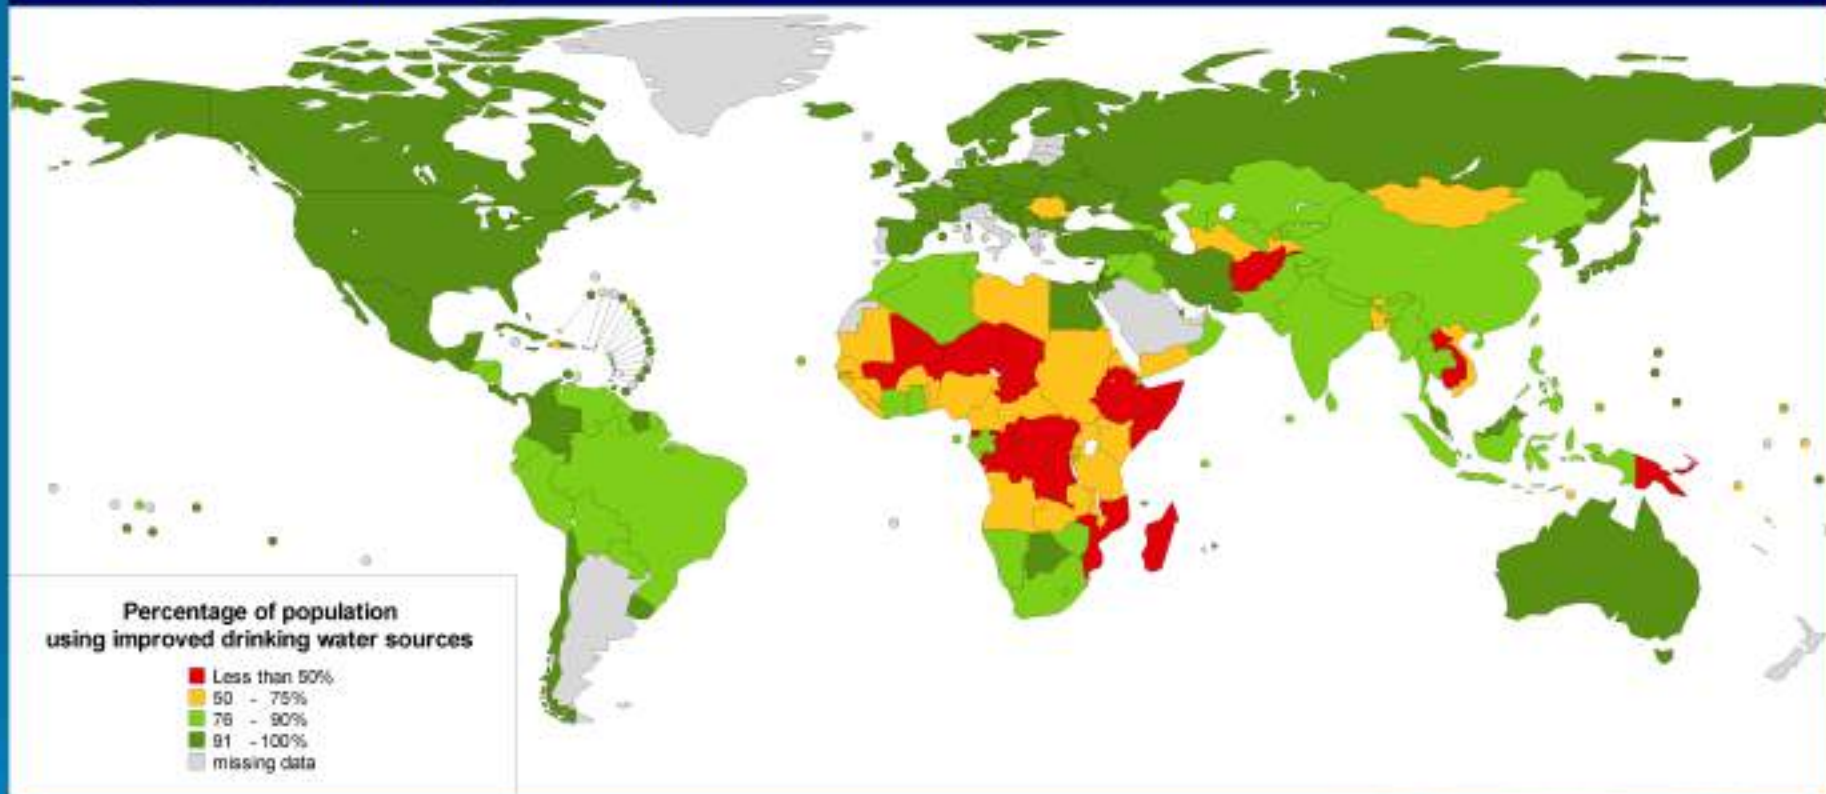 Percentage of population
using improved drinking water sources
Less than 50%
50 - 75%
76 - 90%
91 - 100%
missing data